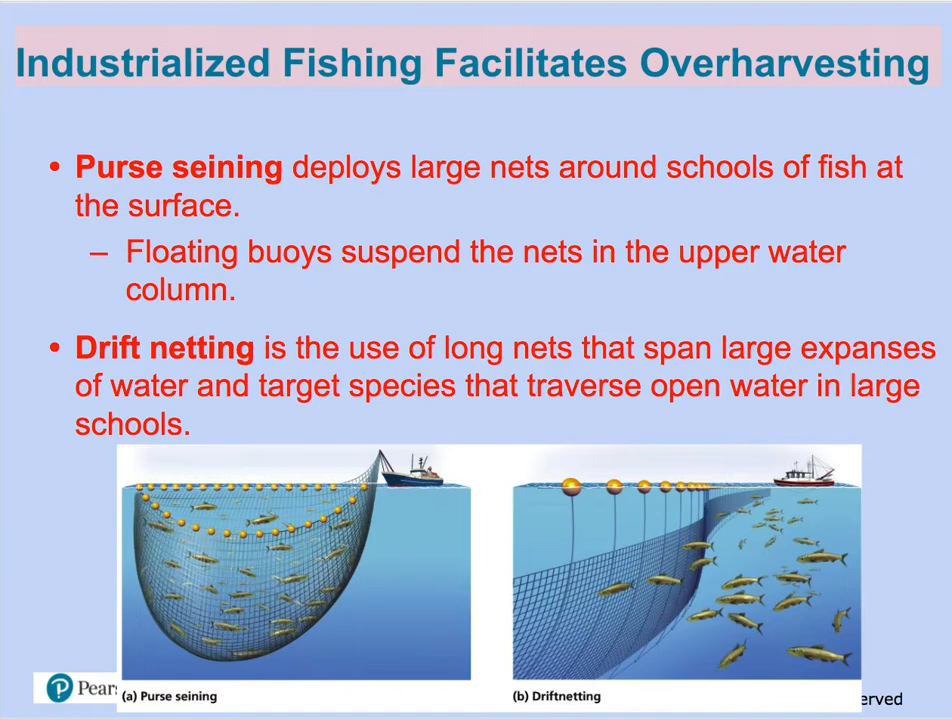 Industrialized Fishing Facilitates Overharvesting
• Purse seining deploys large nets around schools of fish at
the surface.
– Floating buoys suspend the nets in the upper water
column.
• Drift netting is the use of long nets that span large expanses
of water and target species that traverse open water in large
schools.
(a) Purse seining
(b) Driftnetting